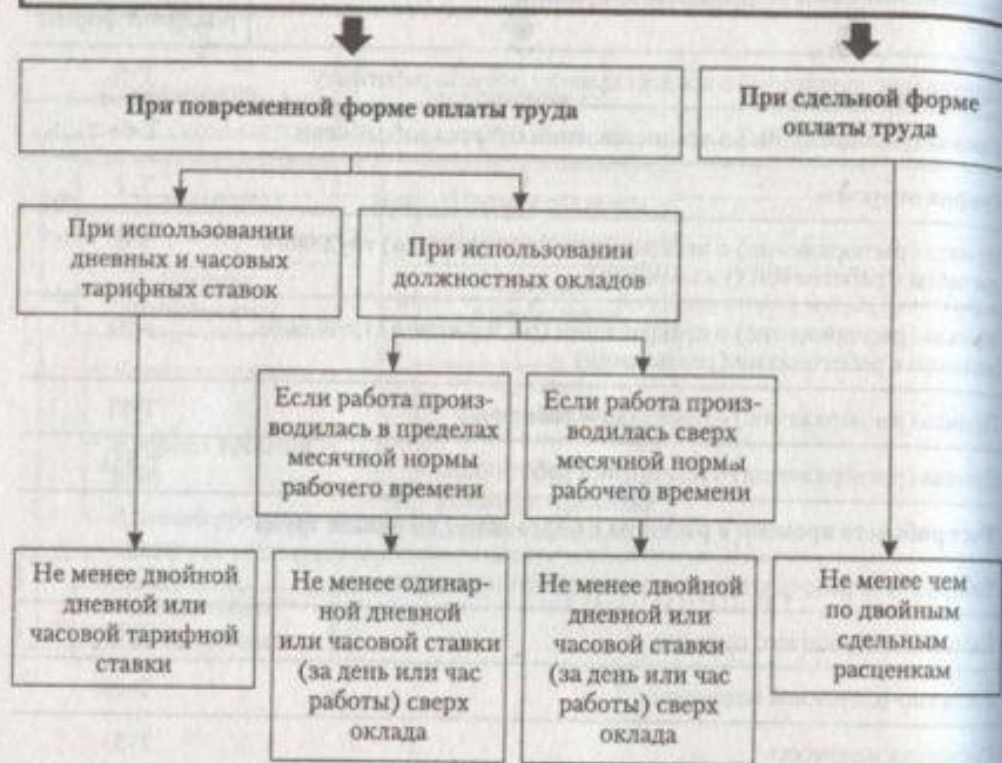 При повременной форме оплаты труда
При сдельной форме
оплаты труда
При использовании
дневных и часовых
тарифных ставок
При использовании
должностных окладов
Если работа произ-
водилась в пределах
месячной нормы
рабочего времени
Если работа произ-
водилась сверх
месячной нормы
рабочего времени
Не менее двойной
дневной или
часовой тарифной
ставки
Не менее одинар-
ной дневной
или часовой ставки
(за день или час
работы) сверх
оклада
Не менее двойной
дневной или
часовой ставки
(за день или час
работы) сверх
оклада
Не менее чем
по двойным
сдельным
расценкам